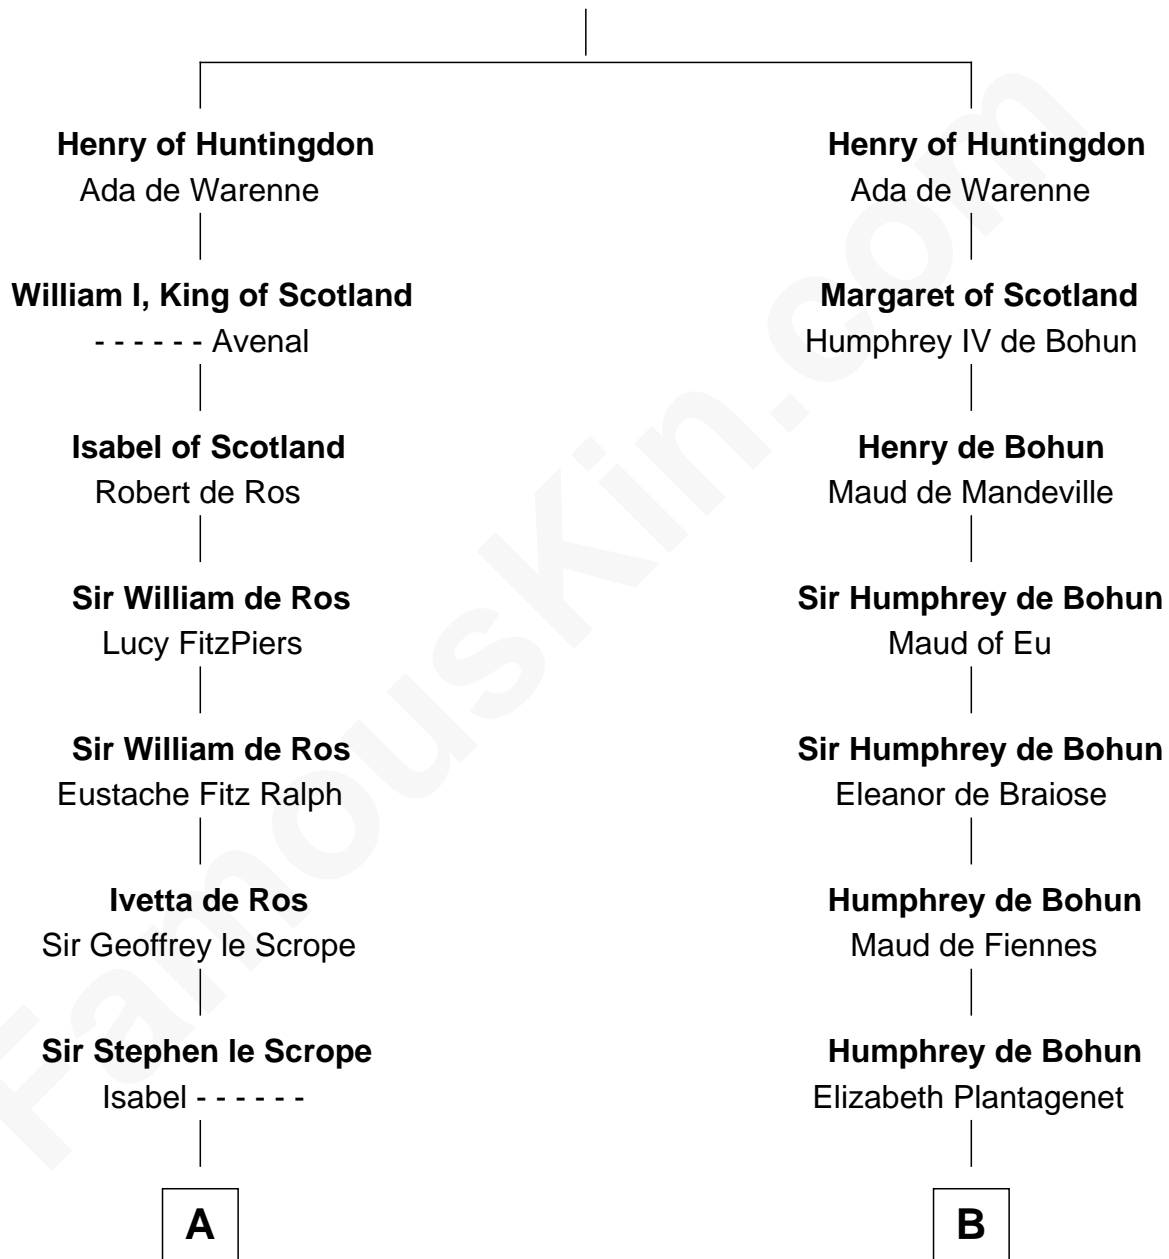 Henry of Huntingdon
Ada de Warenne
William I, King of Scotland
- - - - - - Avenal
Isabel of Scotland
Robert de Ros
Sir William de Ros
Lucy FitzPiers
Sir William de Ros
Eustache Fitz Ralph
Ivetta de Ros
Sir Geoffrey le Scrope
Sir Stephen le Scrope
Isabel - - - - - -
A
Henry of Huntingdon
Ada de Warenne
Margaret of Scotland
Humphrey IV de Bohun
Henry de Bohun
Maud de Mandeville
Sir Humphrey de Bohun
Maud of Eu
Sir Humphrey de Bohun
Eleanor de Braiose
Humphrey de Bohun
Maud de Fiennes
Humphrey de Bohun
Elizabeth Plantagenet
B
FamousKin.com